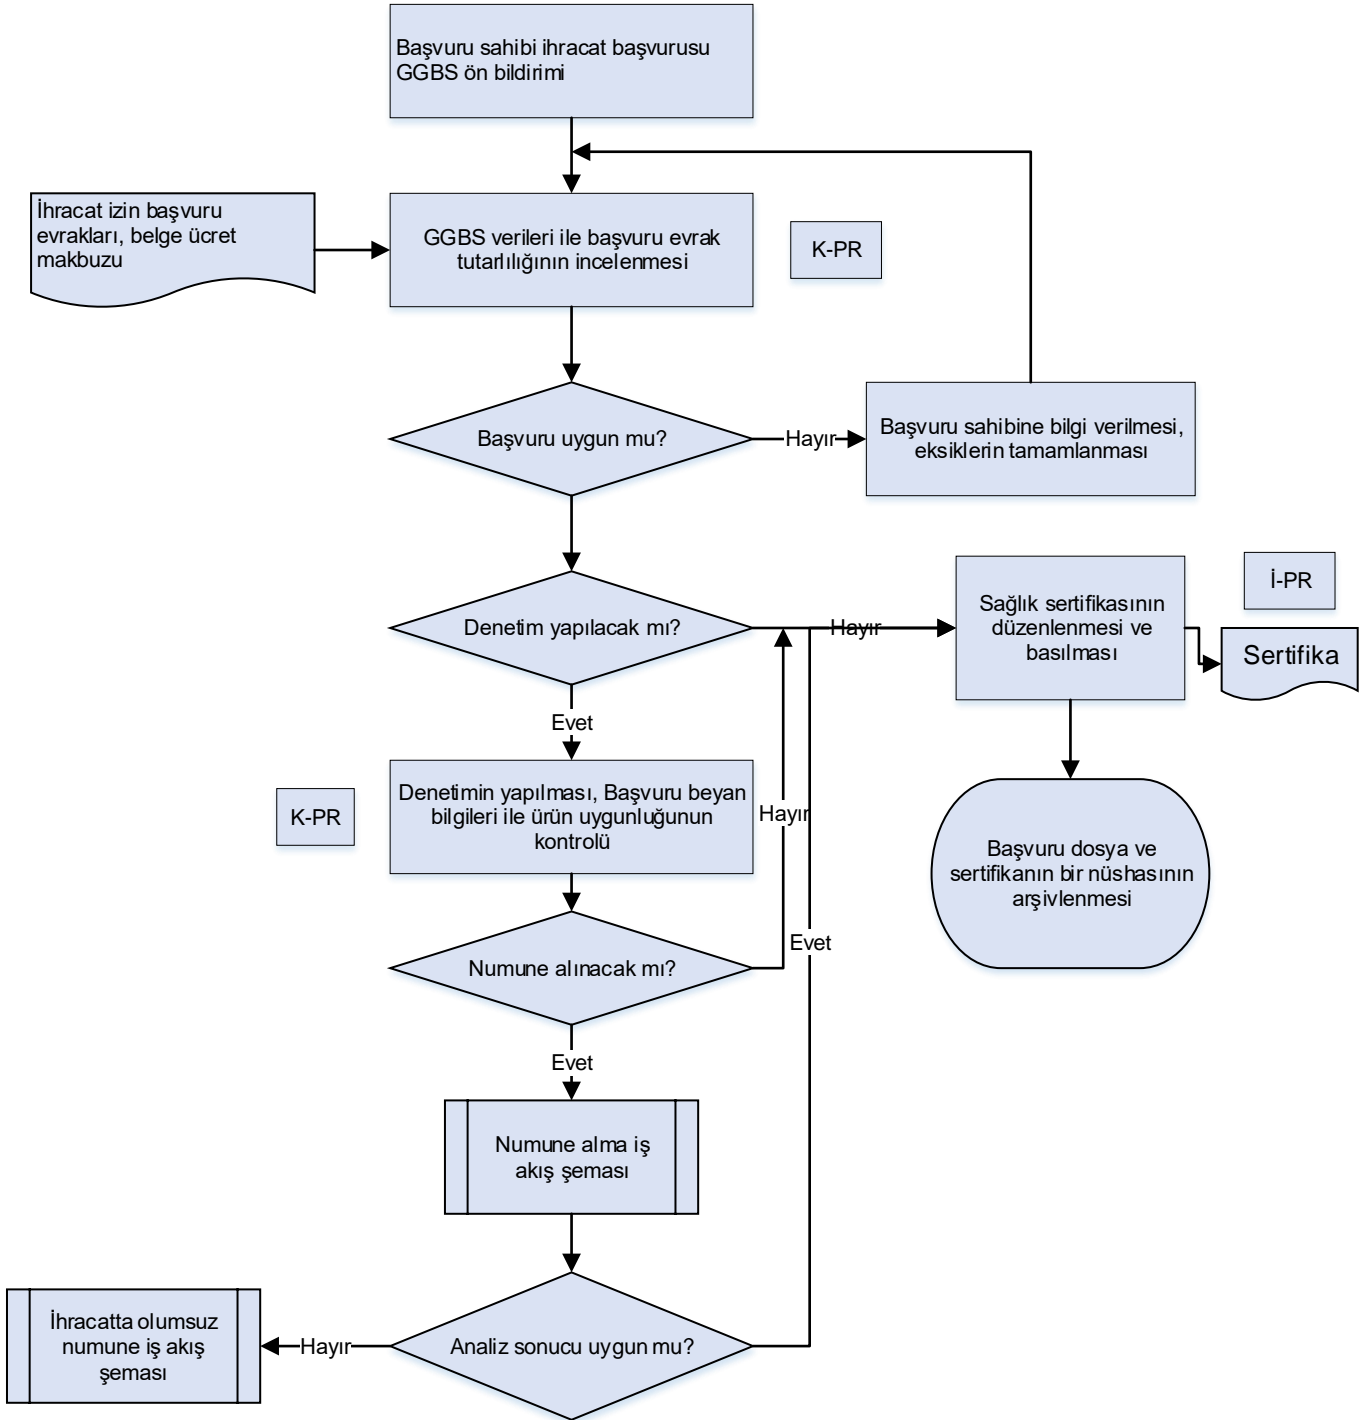 Başvuru sahibi ihracat başvurusu
GGBS ön bildirimi
İhracat izin başvuru
evrakları, belge ücret
makbuzu
GGBS verileri ile başvuru evrak
tutarlılığının incelenmesi
K-PR
Başvuru uygun mu?
Hayır
Başvuru sahibine bilgi verilmesi,
eksiklerin tamamlanması
Denetim yapılacak mı?
Hayır
Sağlık sertifikasının
düzenlenmesi ve
basılması
İ-PR
Sertifika
Evet
K-PR
Denetimin yapılması, Başvuru beyan
bilgileri ile ürün uygunluğunun
kontrolü
Hayır
Başvuru dosya ve
sertifikanın bir nüshasının
arşivlenmesi
Numune alınacak mı?
Evet
Evet
Numune alma iş
akış şeması
İhracatta olumsuz
numune iş akış
şeması
Hayır
Analiz sonucu uygun mu?